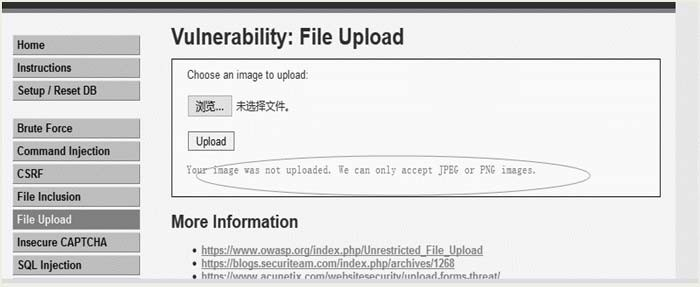 Vulnerability: File Upload
Home
Instructions
Setup / Reset DB
Brute Force
Command Injection
CSRF
File Inclusion
File Upload
Insecure CAPTCHA
SQL Injection
Choose an image to upload:
浏览... 未选择文件。
Upload
Your image was not uploaded. We can only accept JPEG or PNG images.
More Information
https://www.owasp.org/index.php/Unrestricted_File_Upload
https://blogs.securiteam.com/index.php/archives/1268
https://www.acunetix.com/websitesecurity/upload-forms-threat/